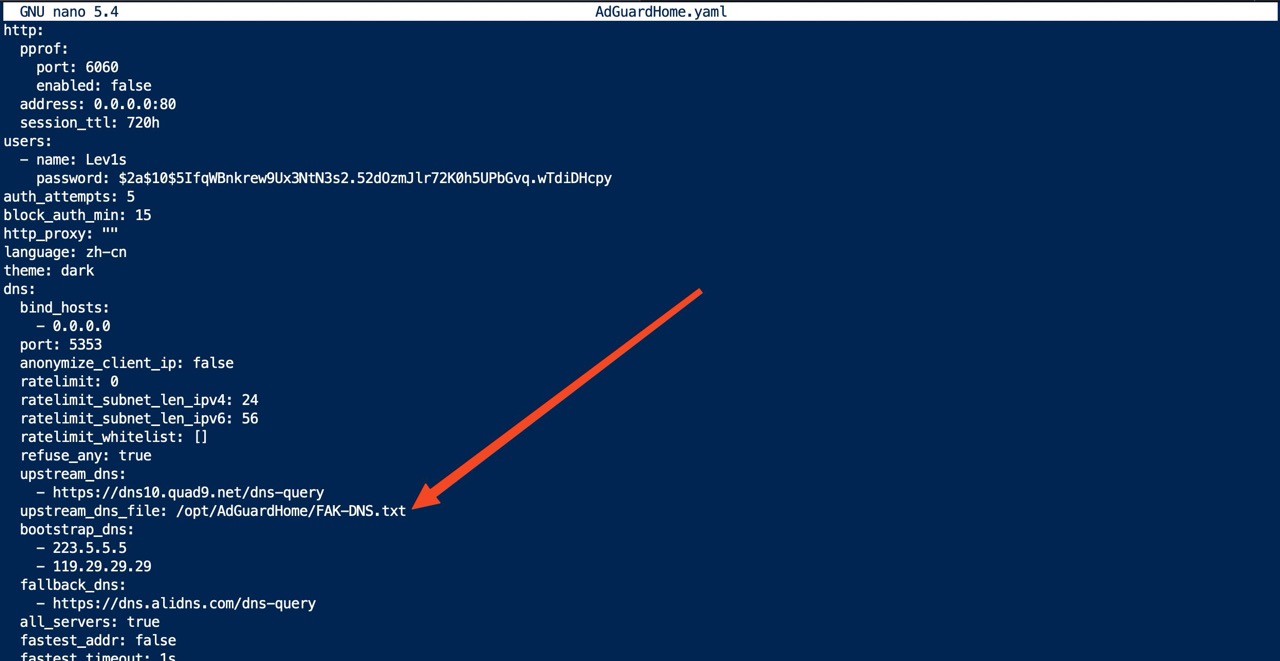 GNU nano 5.4 AdGuardHome.yaml
http:
  pprof:
    port: 6060
    enabled: false
  address: 0.0.0.0:80
  session_ttl: 720h
users:
  - name: Lev1s
    password: $2a$10$5IfqWBnkrew9Ux3NtN3s2.52dOzmJlr72K0h5UPbGvq.wTdiDHcpy
auth_attempts: 5
block_auth_min: 15
http_proxy: ""
language: zh-cn
theme: dark
dns:
  bind_hosts:
    - 0.0.0.0
  port: 5353
  anonymize_client_ip: false
  ratelimit: 0
  ratelimit_subnet_len_ipv4: 24
  ratelimit_subnet_len_ipv6: 56
  ratelimit_whitelist: []
  refuse_any: true
  upstream_dns:
    - https://dns10.quad9.net/dns-query
  upstream_dns_file: /opt/AdGuardHome/FAK-DNS.txt
  bootstrap_dns:
    - 223.5.5.5
    - 119.29.29.29
  fallback_dns:
    - https://dns.alidns.com/dns-query
  all_servers: true
  fastest_addr: false
  fastest_timeout: 1s